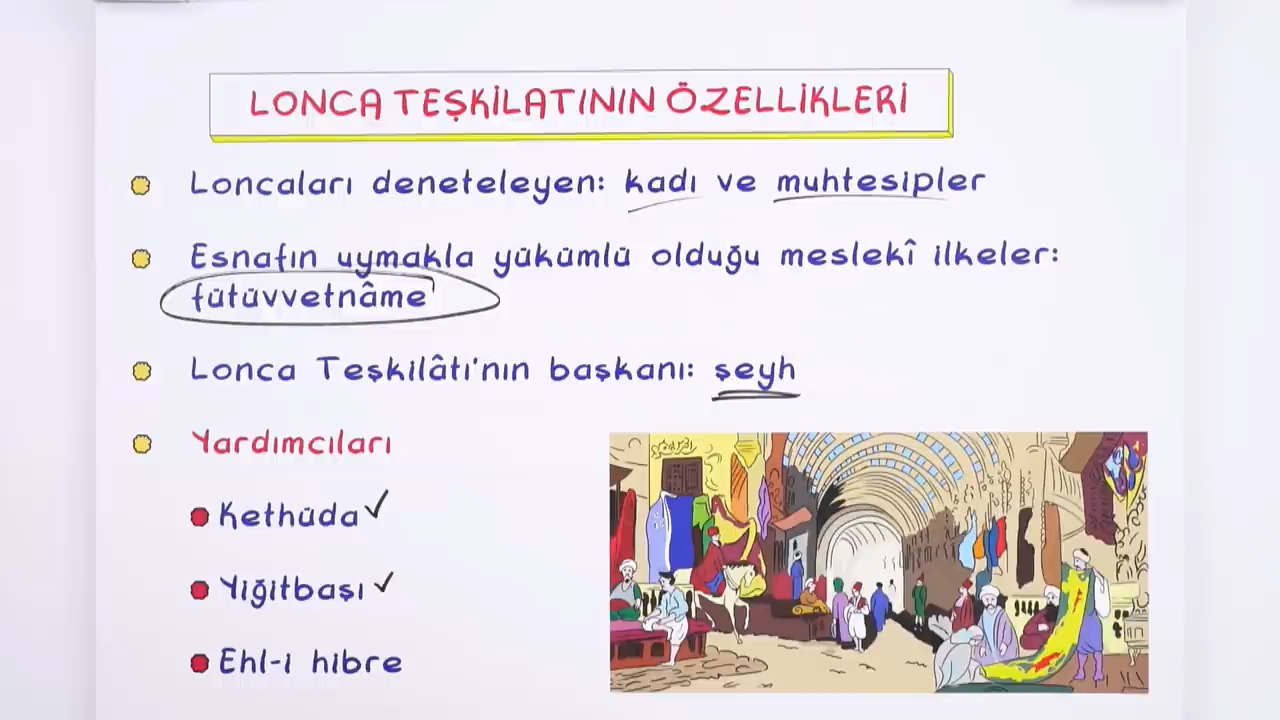 LONCA TEŞKİLATININ ÖZELLİKLERİ
Loncaları deneteleyen: kadı ve muhtesipler
Esnafın uymakla yükümlü olduğu meslekî ilkeler:
fütüvvetnâme
Lonca Teşkilâtı'nın başkanı: şeyh
Yardımcıları
Kethüda
Yiğitbaşı
Ehl-i hibre